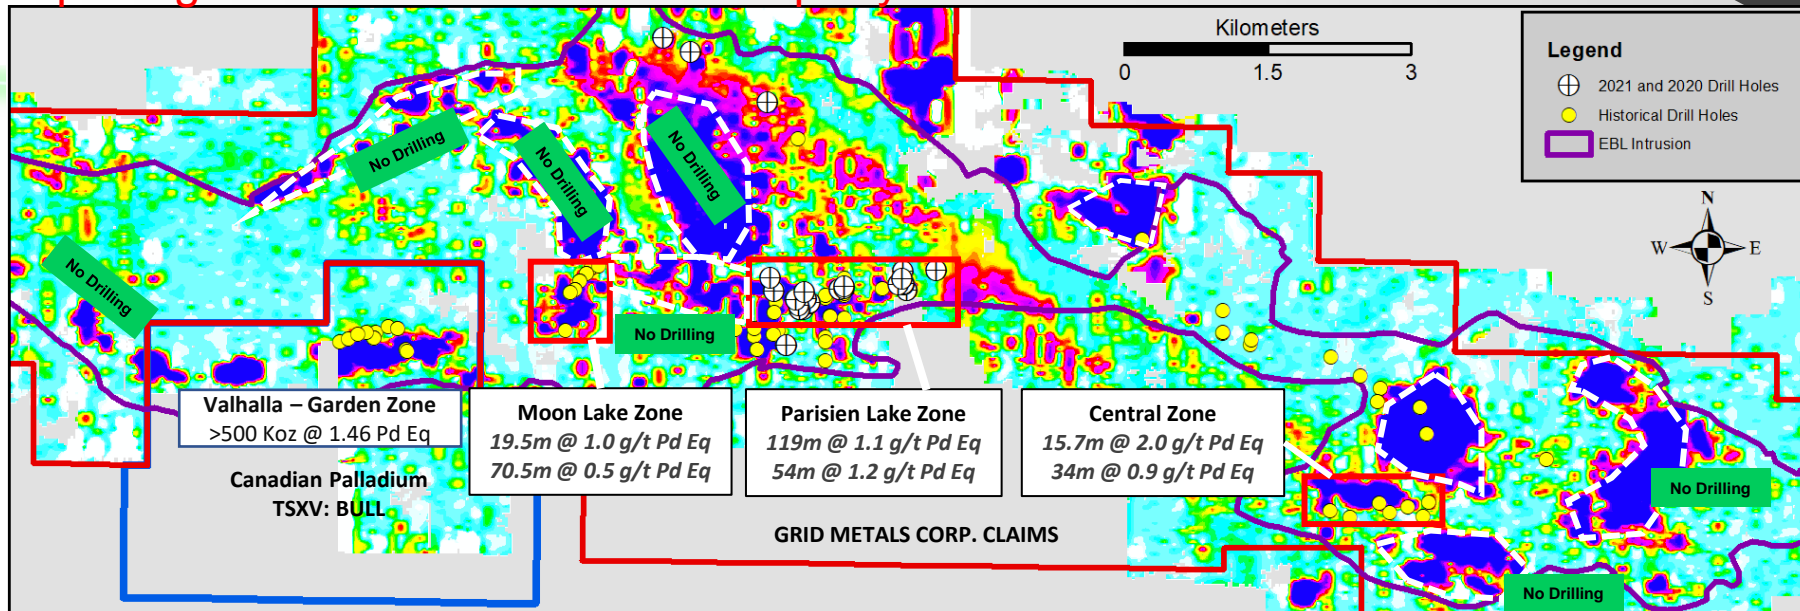 Kilometers
0 1.5 3
Legend
2021 and 2020 Drill Holes
Historical Drill Holes
EBL Intrusion
N
W E
S
No Drilling
No Drilling
No Drilling
No Drilling
No Drilling
Valhalla – Garden Zone
>500 Koz @ 1.46 Pd Eq
Canadian Palladium
TSXV: BULL
Moon Lake Zone
19.5m @ 1.0 g/t Pd Eq
70.5m @ 0.5 g/t Pd Eq
Parisien Lake Zone
119m @ 1.1 g/t Pd Eq
54m @ 1.2 g/t Pd Eq
Central Zone
15.7m @ 2.0 g/t Pd Eq
34m @ 0.9 g/t Pd Eq
GRID METALS CORP. CLAIMS
No Drilling
No Drilling